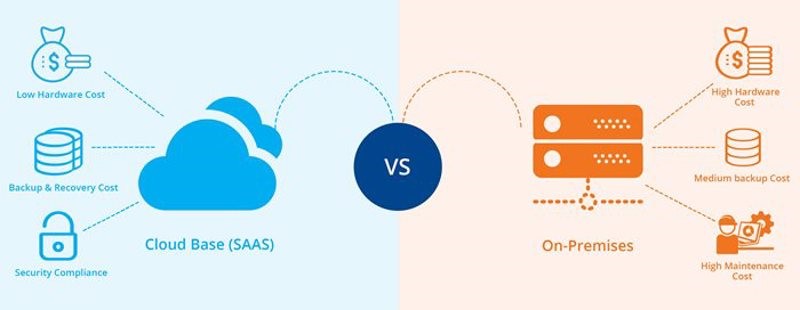 Low Hardware Cost
Backup & Recovery Cost
Security Compliance
Cloud Base (SAAS)
VS
On-Premises
High Hardware
Cost
Medium backup Cost
High Maintenance
Cost